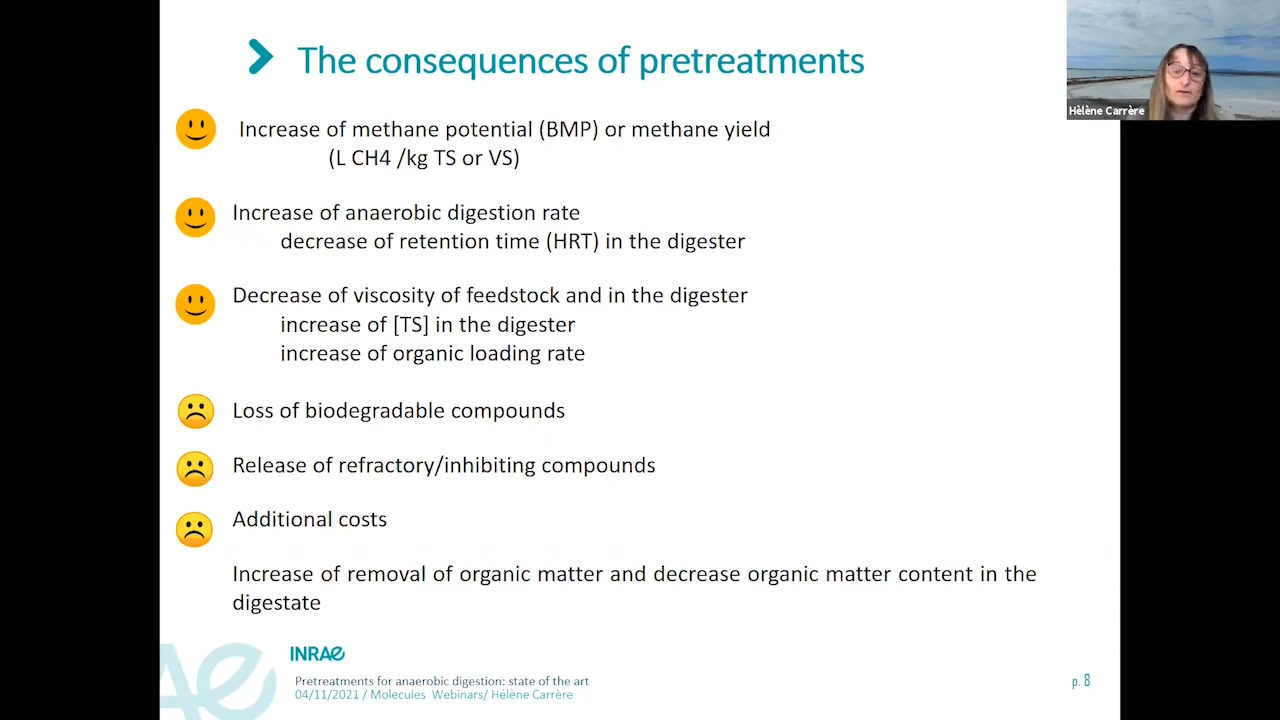 The consequences of pretreatments
Hélène Carrère
Increase of methane potential (BMP) or methane yield
(L CH4 /kg TS or VS)
Increase of anaerobic digestion rate
decrease of retention time (HRT) in the digester
Decrease of viscosity of feedstock and in the digester
increase of [TS] in the digester
increase of organic loading rate
Loss of biodegradable compounds
Release of refractory/inhibiting compounds
Additional costs
Increase of removal of organic matter and decrease organic matter content in the
digestate
INRAE
Pretreatments for anaerobic digestion: state of the art
04/11/2021 / Molecules Webinars/ Hélène Carrère
p. 8